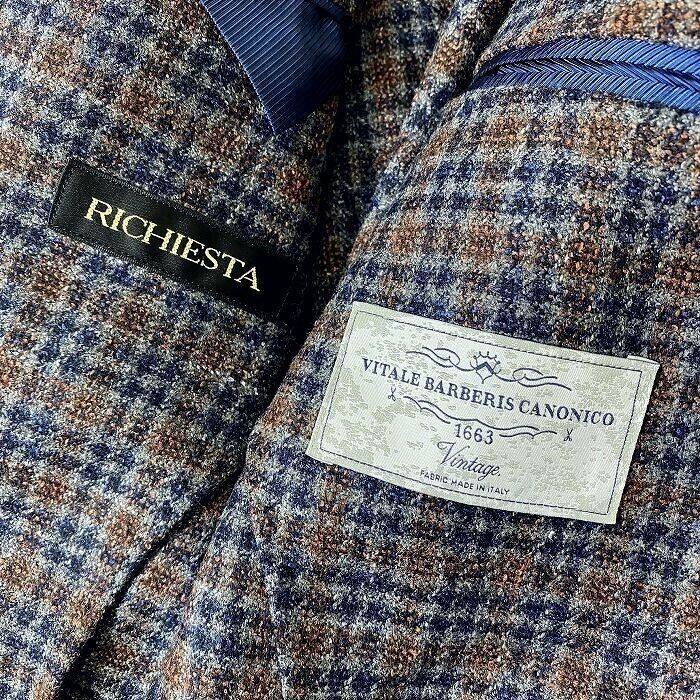 RICHIESTA
VITALE BARBERIS CANONICO
1663
Vintage.
FABRIC MADE IN ITALY